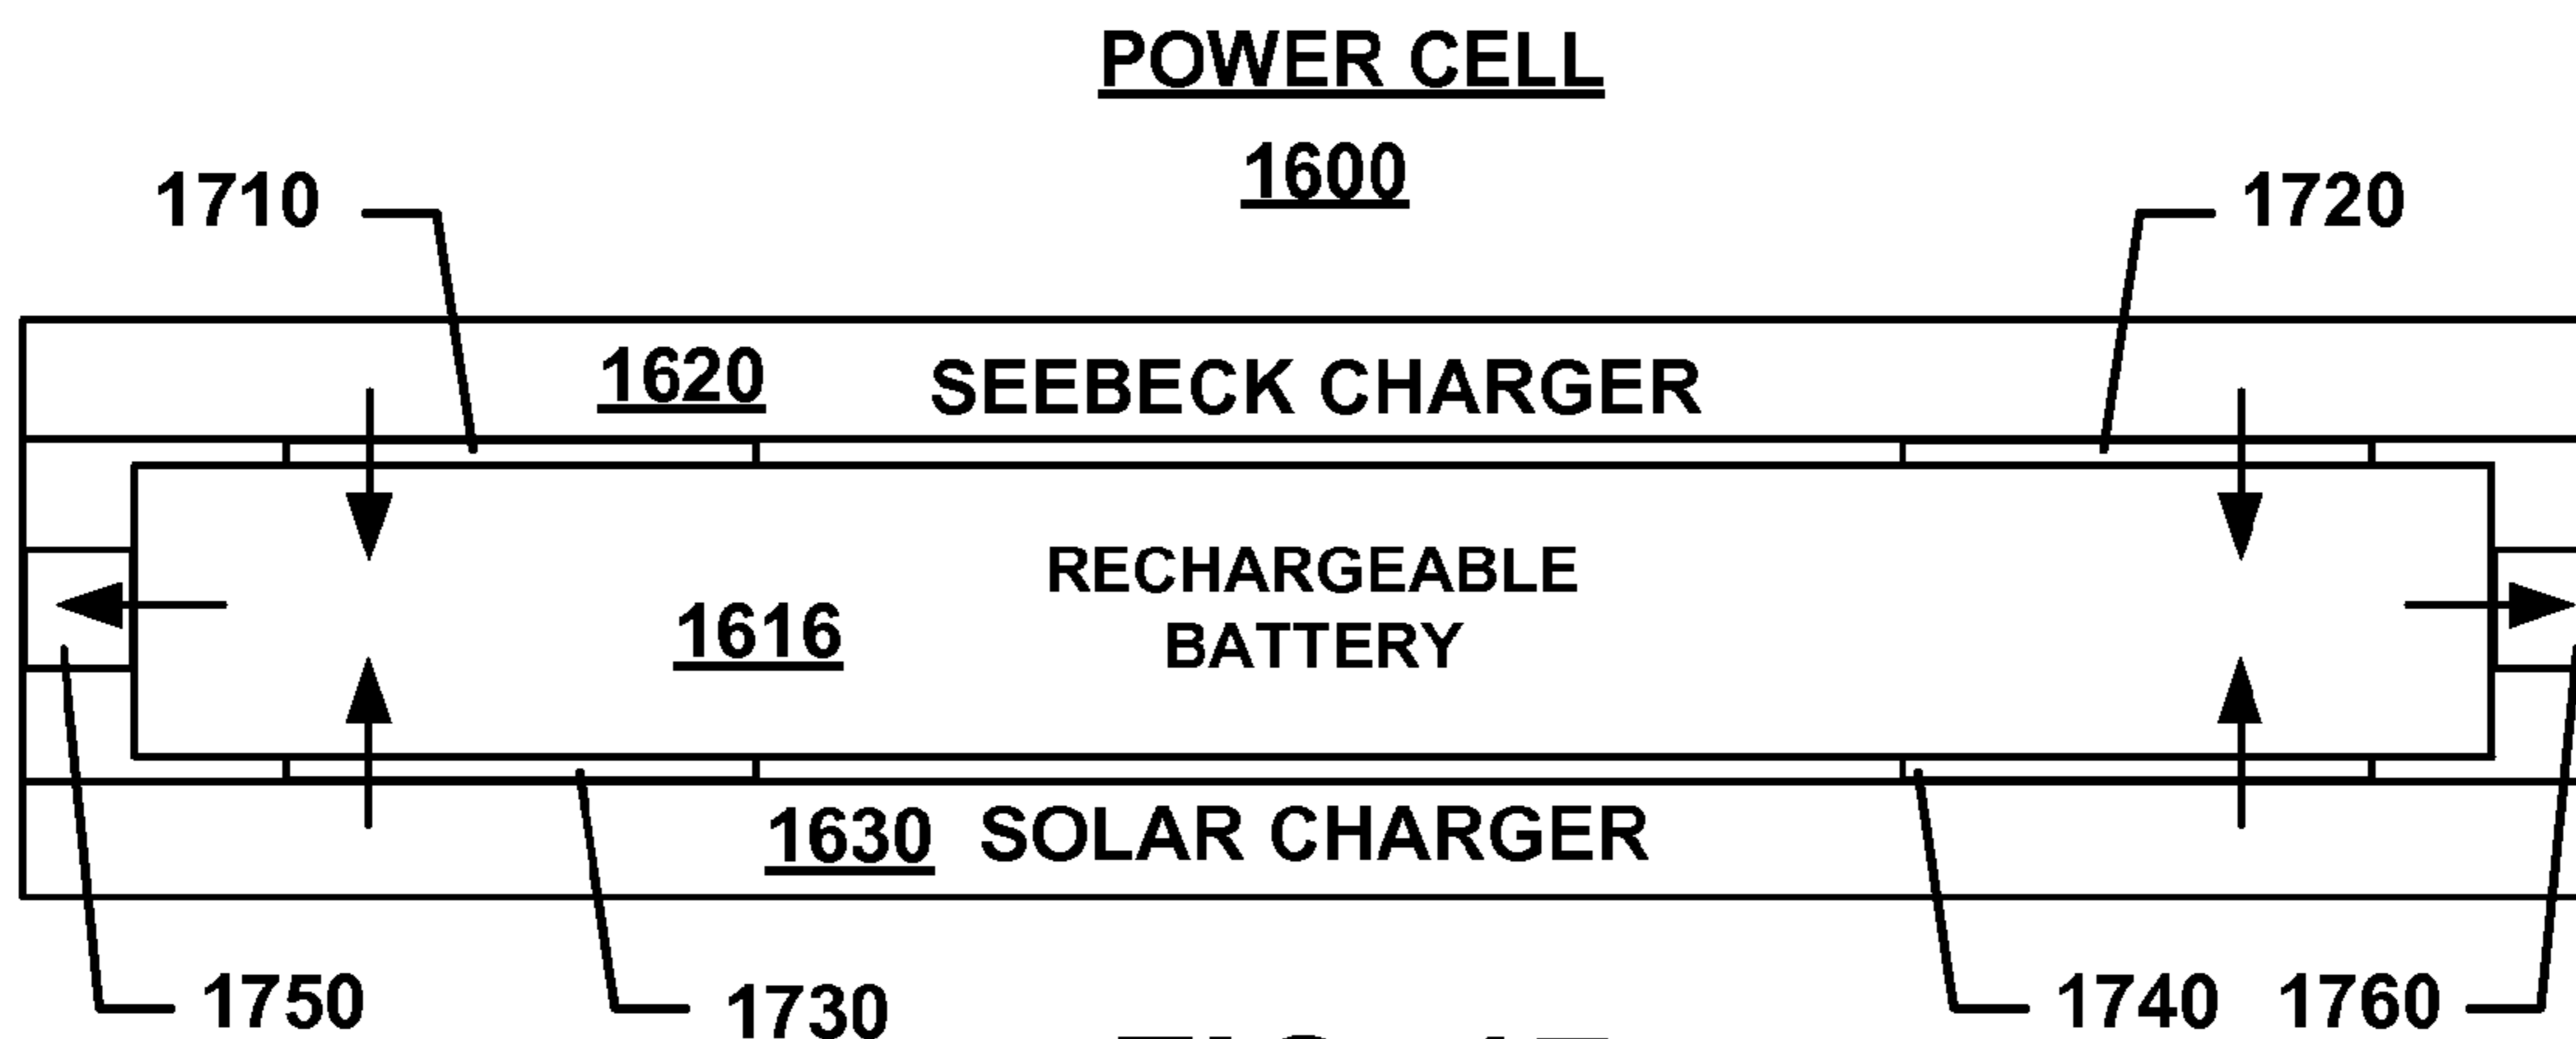 POWER CELL
1600
1710
1720
1620 SEEBECK CHARGER
RECHARGEABLE
1616 BATTERY
1630 SOLAR CHARGER
1750
1730
1740
1760